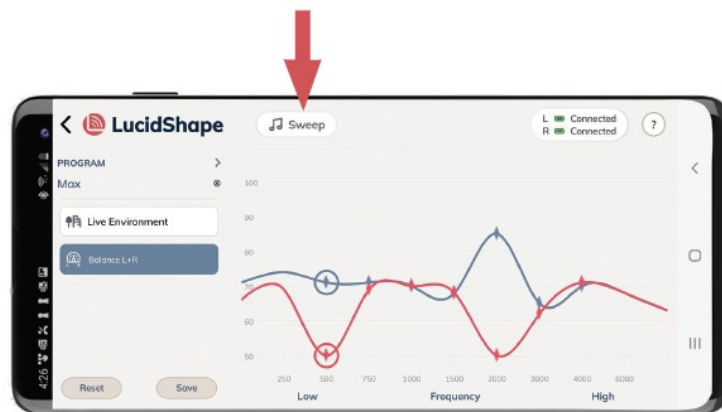 LucidShape
Sweep
L Connected
R Connected
?
PROGRAM
Max
Live Environment
Balance L+R
Reset
Save
100
90
80
70
60
50
250 500 750 1000 1500 2000 3000 4000 6000
Low Frequency High
4:26